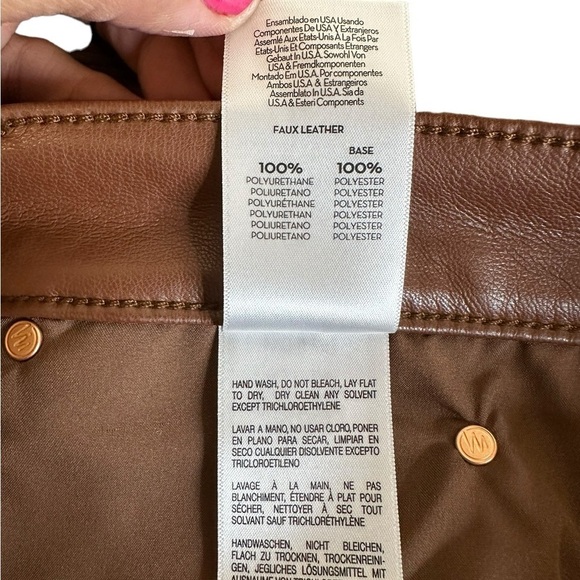 Ensamblado en USA Usando
Componentes De USA Y Extranjeros
Assemlé Aux Etats-Unis À La Fois Par
Etats-Unis Et Composants Étrangers
Gebaut In U.S.A. Sowohl Von
USA & Fremdkomponenten
Montado Em U.S.A. Por componentes
Ambos U.S.A & Estrangeiros
Assemblato In U.S.A. Sia da
U.S.A & Esteri Components
FAUX LEATHER
BASE
100% 100%
POLYURETHANE POLYESTER
POLIURETANO POLYESTER
POLYURÉTHANE POLYESTER
POLYURETHAN POLYESTER
POLIURETANO POLYESTER
POLIURETANO POLYESTER
HAND WASH, DO NOT BLEACH, LAY FLAT
TO DRY, DRY CLEAN ANY SOLVENT
EXCEPT TRICHLOROETHYLENE
LAVAR A MANO, NO USAR CLORO, PONER
EN PLANO PARA SECAR, LIMPIAR EN
SECO CUALQUIER DISOLVENTE EXCEPTO
TRICLOROETILENO
LAVAGE À LA MAIN, NE PAS
BLANCHIMENT, ÉTENDRE À PLAT POUR
SÉCHER, NETTOYER À SEC TOUT
SOLVANT SAUF TRICHLORÉTHYLÈNE
HANDWASCHEN, NICHT BLEICHEN,
FLACH ZU TROCKNEN, TROCKENREINI-
GEN, JEGLICHES LÖSUNGSMITTEL MIT